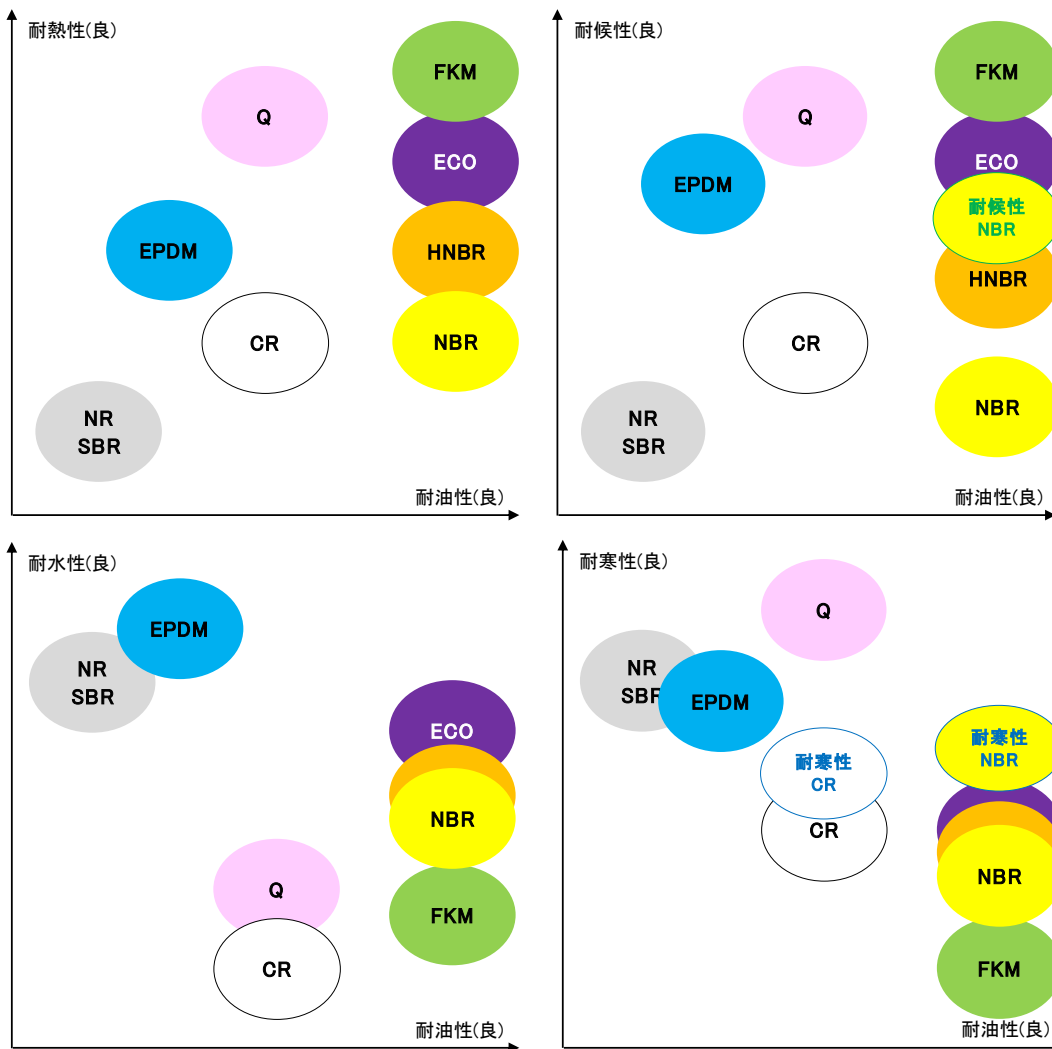 耐熱性(良)
FKM
Q
ECO
EPDM
HNBR
CR
NBR
NR
SBR
耐油性(良)
耐候性(良)
FKM
Q
ECO
EPDM
耐候性
NBR
HNBR
CR
NBR
NR
SBR
耐油性(良)
耐水性(良)
EPDM
NR
SBR
ECO
NBR
Q
FKM
CR
耐油性(良)
耐寒性(良)
Q
NR
SBR
EPDM
耐寒性
NBR
耐寒性
CR
CR
NBR
FKM
耐油性(良)